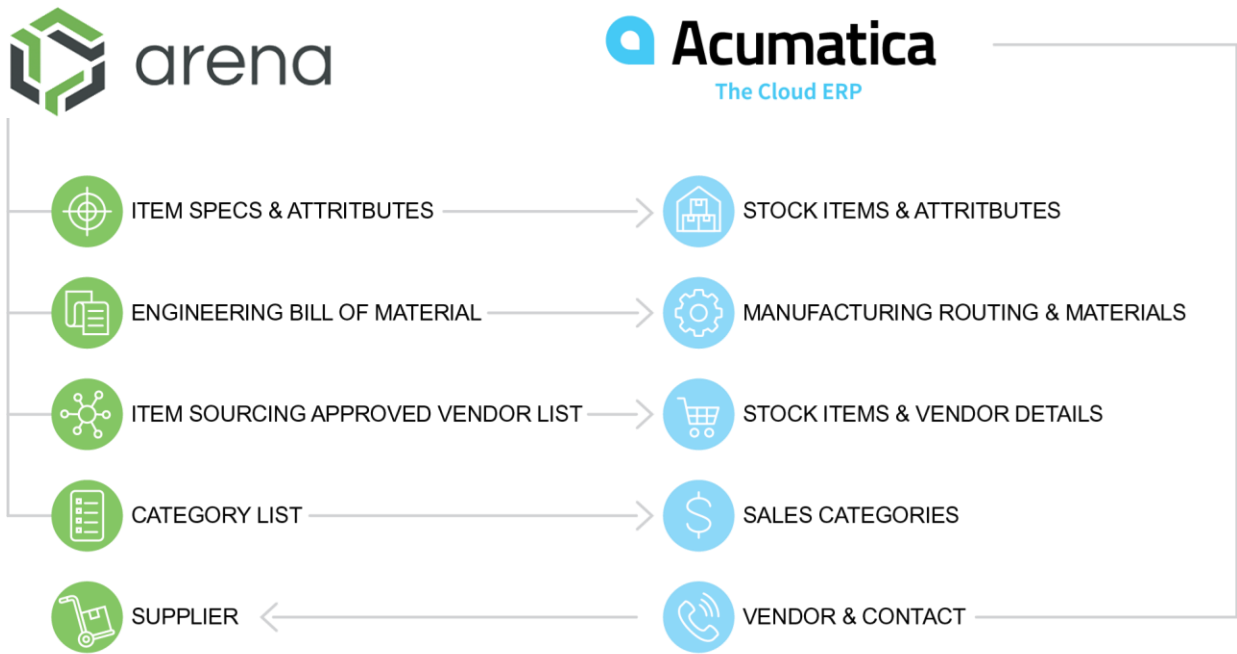 arena
Acumatica
The Cloud ERP
ITEM SPECS & ATTRITBUTES
STOCK ITEMS & ATTRITBUTES
ENGINEERING BILL OF MATERIAL
MANUFACTURING ROUTING & MATERIALS
ITEM SOURCING APPROVED VENDOR LIST
STOCK ITEMS & VENDOR DETAILS
CATEGORY LIST
SALES CATEGORIES
SUPPLIER
VENDOR & CONTACT